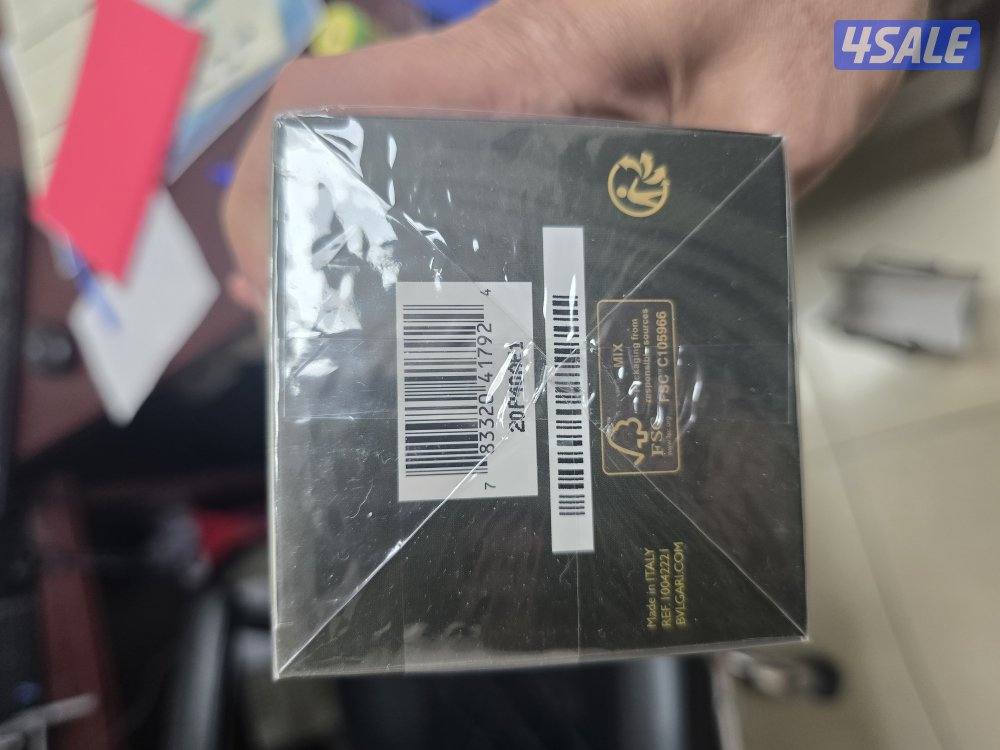 4SALE
7 83320 41792 4
20P46AF1
MIX
Packaging from
responsible sources
FSC® C105966
FSC
Made in ITALY
REF 10042221
BVLGARI.COM